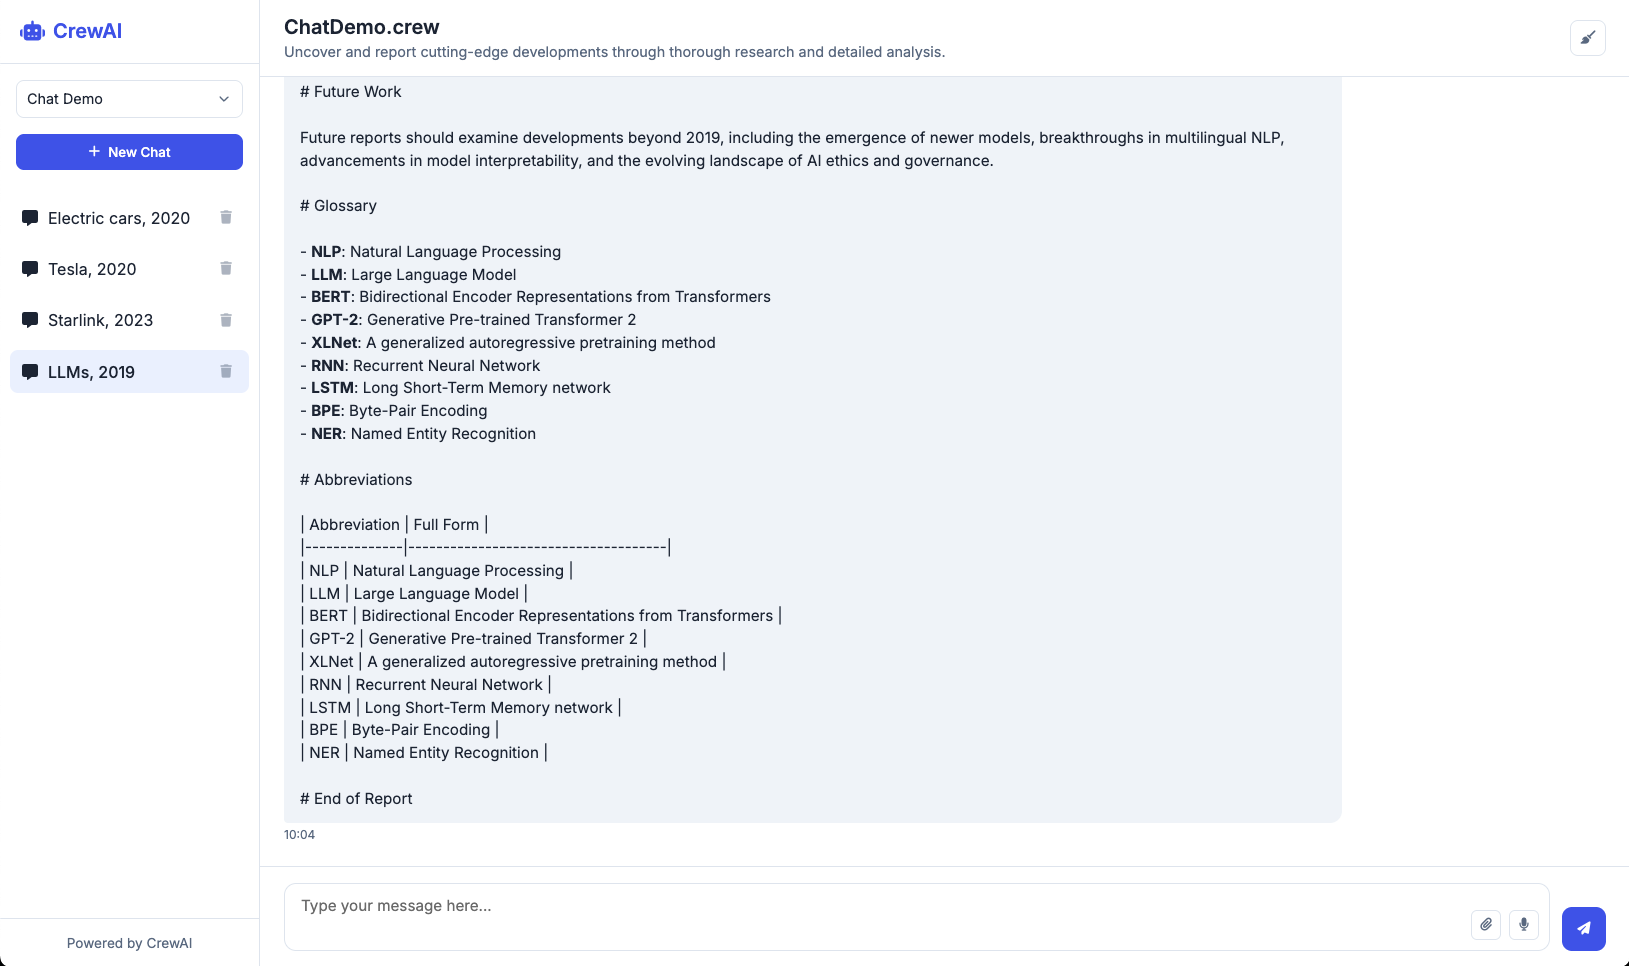 CrewAI
Chat Demo
New Chat
Electric cars, 2020
Tesla, 2020
Starlink, 2023
LLMs, 2019
Powered by CrewAI
ChatDemo.crew
Uncover and report cutting-edge developments through thorough research and detailed analysis.
# Future Work
Future reports should examine developments beyond 2019, including the emergence of newer models, breakthroughs in multilingual NLP,
advancements in model interpretability, and the evolving landscape of AI ethics and governance.
# Glossary
- NLP: Natural Language Processing
- LLM: Large Language Model
- BERT: Bidirectional Encoder Representations from Transformers
- GPT-2: Generative Pre-trained Transformer 2
- XLNet: A generalized autoregressive pretraining method
- RNN: Recurrent Neural Network
- LSTM: Long Short-Term Memory network
- BPE: Byte-Pair Encoding
- NER: Named Entity Recognition
# Abbreviations
| Abbreviation | Full Form |
|--------------|-------------------------------------|
| NLP | Natural Language Processing |
| LLM | Large Language Model |
| BERT | Bidirectional Encoder Representations from Transformers |
| GPT-2 | Generative Pre-trained Transformer 2 |
| XLNet | A generalized autoregressive pretraining method |
| RNN | Recurrent Neural Network |
| LSTM | Long Short-Term Memory network |
| BPE | Byte-Pair Encoding |
| NER | Named Entity Recognition |
# End of Report
10:04
Type your message here...